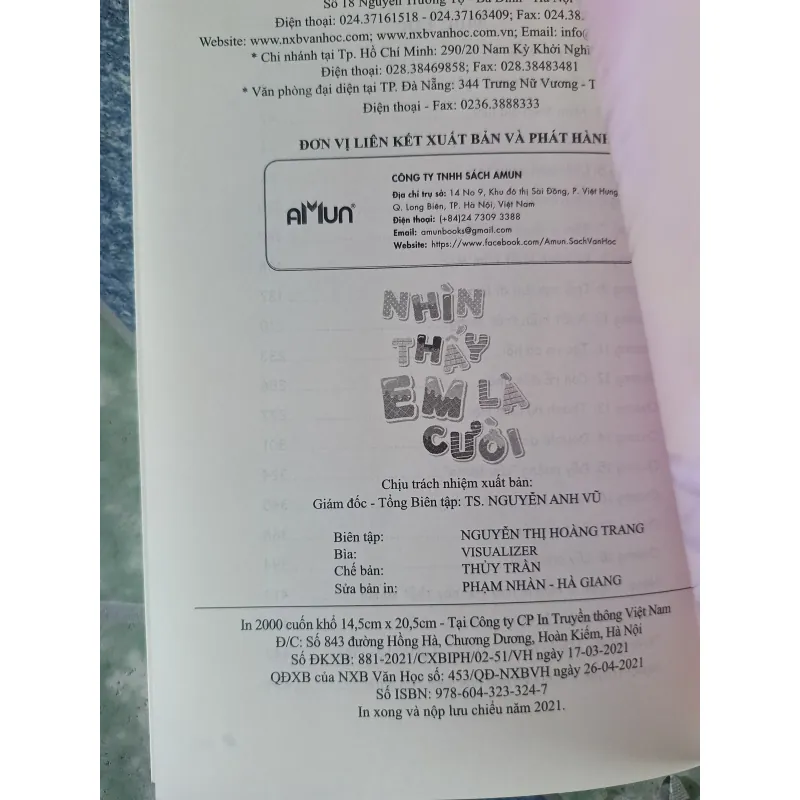 Số 18 Nguyễn Trường Tộ - Ba Đình - Hà Nội
Điện thoại: 024.37161518 - 024.37163409; Fax: 024.38
Website: www.nxbvanhoc.com; www.nxbvanhoc.com.vn; Email: info
* Chi nhánh tại Tp. Hồ Chí Minh: 290/20 Nam Kỳ Khởi Ngh
Điện thoại: 028.38469858; Fax: 028.38483481
* Văn phòng đại diện tại TP. Đà Nẵng: 344 Trưng Nữ Vương - T
Điện thoại - Fax: 0236.3888333
ĐƠN VỊ LIÊN KẾT XUẤT BẢN VÀ PHÁT HÀNH
AMUN®
CÔNG TY TNHH SÁCH AMUN
Địa chỉ trụ sở: 14 No 9, Khu đô thị Sài Đồng, P. Việt Hưng
Q. Long Biên, TP. Hà Nội, Việt Nam
Điện thoại: (+84)24 7309 3388
Email: amunbooks@gmail.com
Website: https://www.facebook.com/Amun.SachVanHoc
NHÌN
THẤY
EM LÀ
CƯỜI
Chịu trách nhiệm xuất bản:
Giám đốc - Tổng Biên tập: TS. NGUYỄN ANH VŨ
Biên tập: NGUYỄN THỊ HOÀNG TRANG
Bìa: VISUALIZER
Chế bản: THÙY TRẦN
Sửa bản in: PHẠM NHÀN - HÀ GIANG
In 2000 cuốn khổ 14,5cm x 20,5cm - Tại Công ty CP In Truyền thông Việt Nam
Đ/C: Số 843 đường Hồng Hà, Chương Dương, Hoàn Kiếm, Hà Nội
Số ĐKXB: 881-2021/CXBIPH/02-51/VH ngày 17-03-2021
QĐXB của NXB Văn Học số: 453/QĐ-NXBVH ngày 26-04-2021
Số ISBN: 978-604-323-324-7
In xong và nộp lưu chiểu năm 2021.